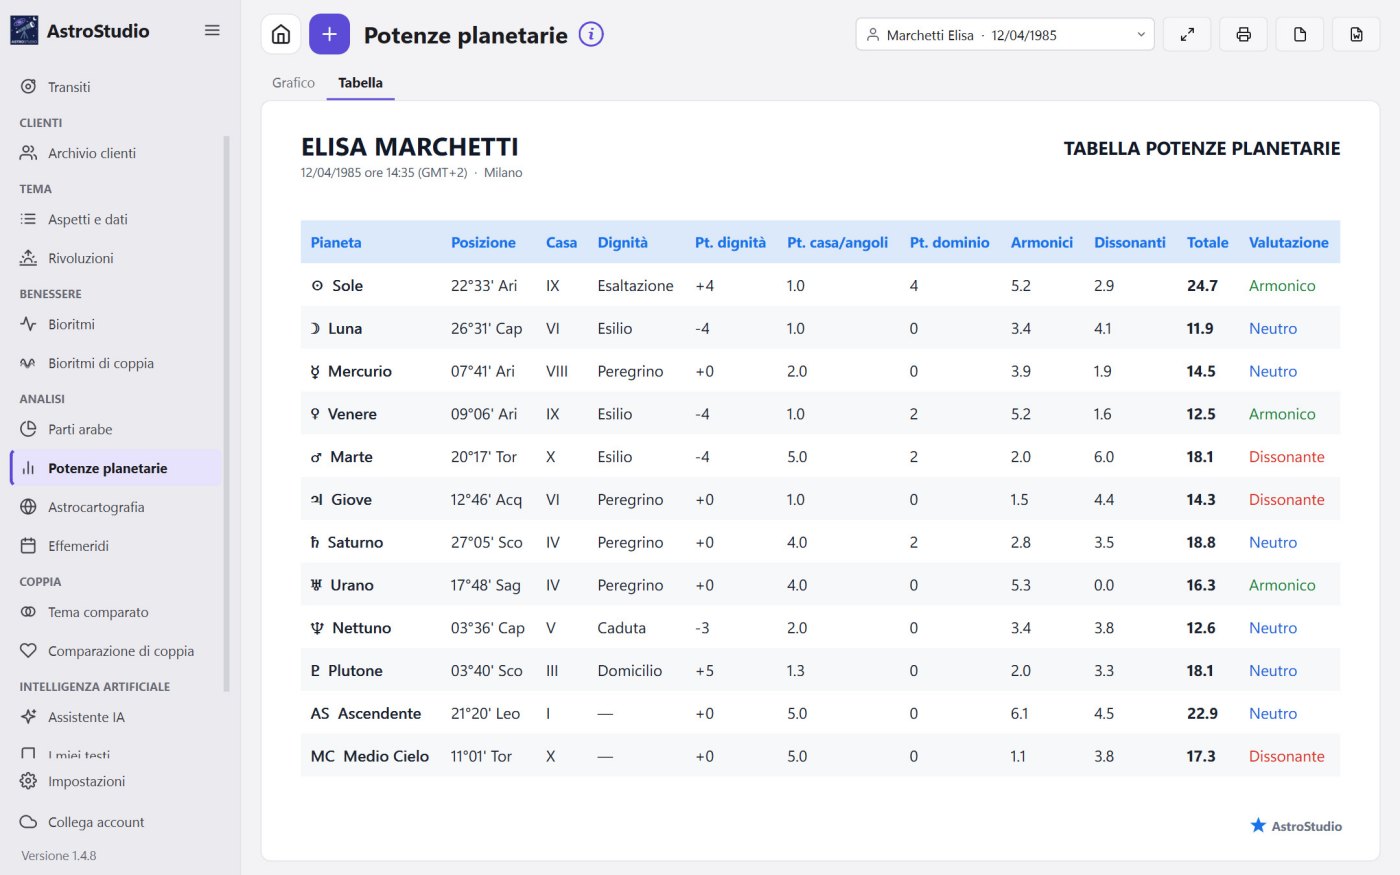 AstroStudio
Transiti
CLIENTI
Archivio clienti
TEMA
Aspetti e dati
Rivoluzioni
BENESSERE
Bioritmi
Bioritmi di coppia
ANALISI
Parti arabe
Potenze planetarie
Astrocartografia
Effemeridi
COPPIA
Tema comparato
Comparazione di coppia
INTELLIGENZA ARTIFICIALE
Assistente IA
I miei testi
Impostazioni
Collega account
Versione 1.4.8
Potenze planetarie
Marchetti Elisa · 12/04/1985
Grafico Tabella
ELISA MARCHETTI
12/04/1985 ore 14:35 (GMT+2) · Milano
TABELLA POTENZE PLANETARIE
Pianeta Posizione Casa Dignità Pt. dignità Pt. casa/angoli Pt. dominio Armonici Dissonanti Totale Valutazione
☉ Sole 22°33' Ari IX Esaltazione +4 1.0 4 5.2 2.9 24.7 Armonico
☽ Luna 26°31' Cap VI Esilio -4 1.0 0 3.4 4.1 11.9 Neutro
☿ Mercurio 07°41' Ari VIII Peregrino +0 2.0 0 3.9 1.9 14.5 Neutro
♀ Venere 09°06' Ari IX Esilio -4 1.0 2 5.2 1.6 12.5 Armonico
♂ Marte 20°17' Tor X Esilio -4 5.0 2 2.0 6.0 18.1 Dissonante
♃ Giove 12°46' Acq VI Peregrino +0 1.0 0 1.5 4.4 14.3 Dissonante
♄ Saturno 27°05' Sco IV Peregrino +0 4.0 2 2.8 3.5 18.8 Neutro
♅ Urano 17°48' Sag IV Peregrino +0 4.0 0 5.3 0.0 16.3 Armonico
♆ Nettuno 03°36' Cap V Caduta -3 2.0 0 3.4 3.8 12.6 Neutro
♇ Plutone 03°40' Sco III Domicilio +5 1.3 0 2.0 3.3 18.1 Neutro
AS Ascendente 21°20' Leo I — +0 5.0 0 6.1 4.5 22.9 Neutro
MC Medio Cielo 11°01' Tor X — +0 5.0 0 1.1 3.8 17.3 Dissonante
AstroStudio